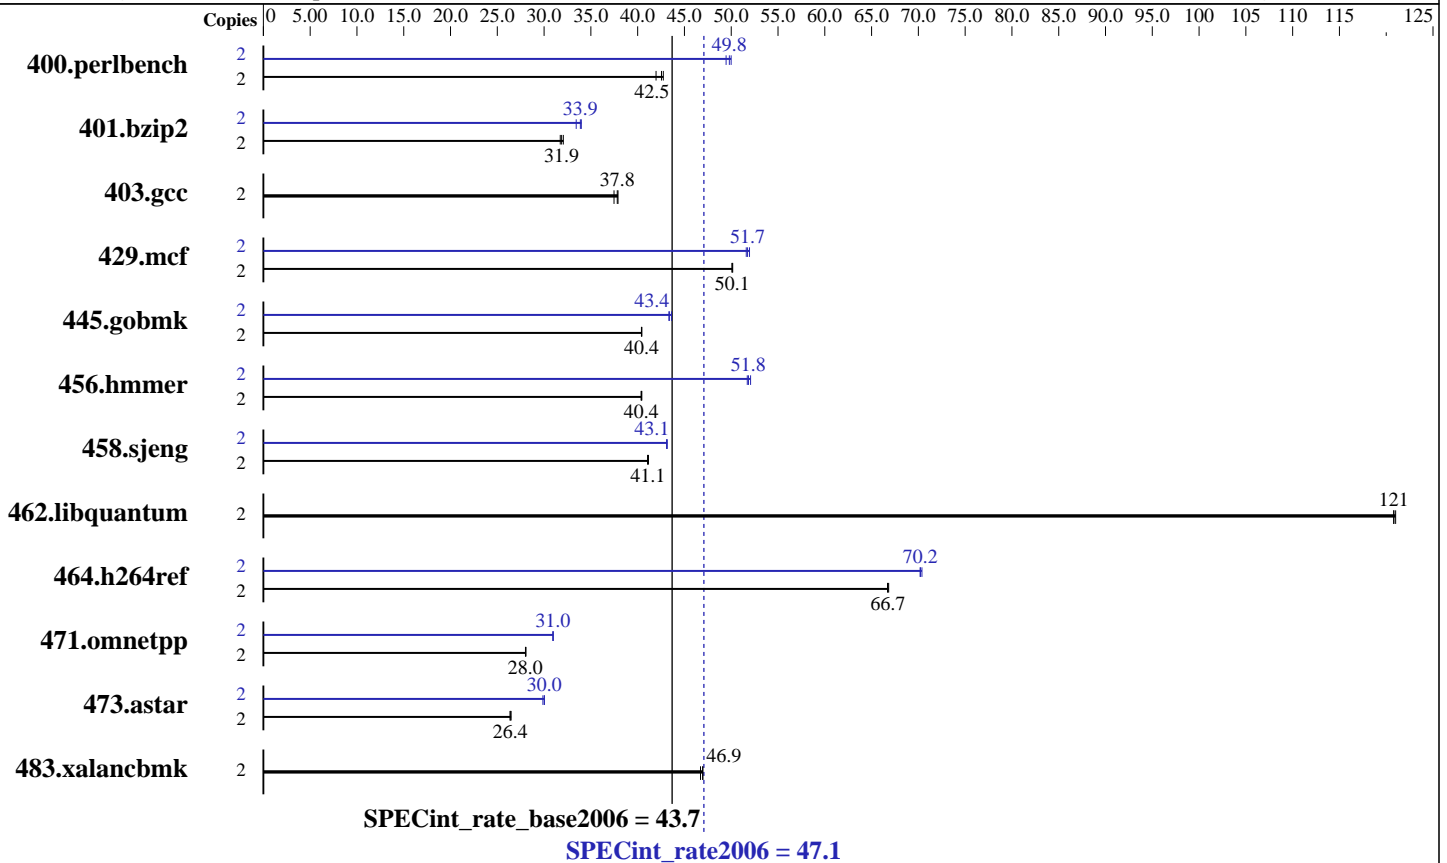 Copies 0 5.00 10.0 15.0 20.0 25.0 30.0 35.0 40.0 45.0 50.0 55.0 60.0 65.0 70.0 75.0 80.0 85.0 90.0 95.0 100 105 110 115 125
400.perlbench 2 49.8
2 42.5
401.bzip2 2 33.9
2 31.9
403.gcc 2 37.8
429.mcf 2 51.7
2 50.1
445.gobmk 2 43.4
2 40.4
456.hmmer 2 51.8
2 40.4
458.sjeng 2 43.1
2 41.1
462.libquantum 2 121
464.h264ref 2 70.2
2 66.7
471.omnetpp 2 31.0
2 28.0
473.astar 2 30.0
2 26.4
483.xalancbmk 2 46.9
SPECint_rate_base2006 = 43.7
SPECint_rate2006 = 47.1